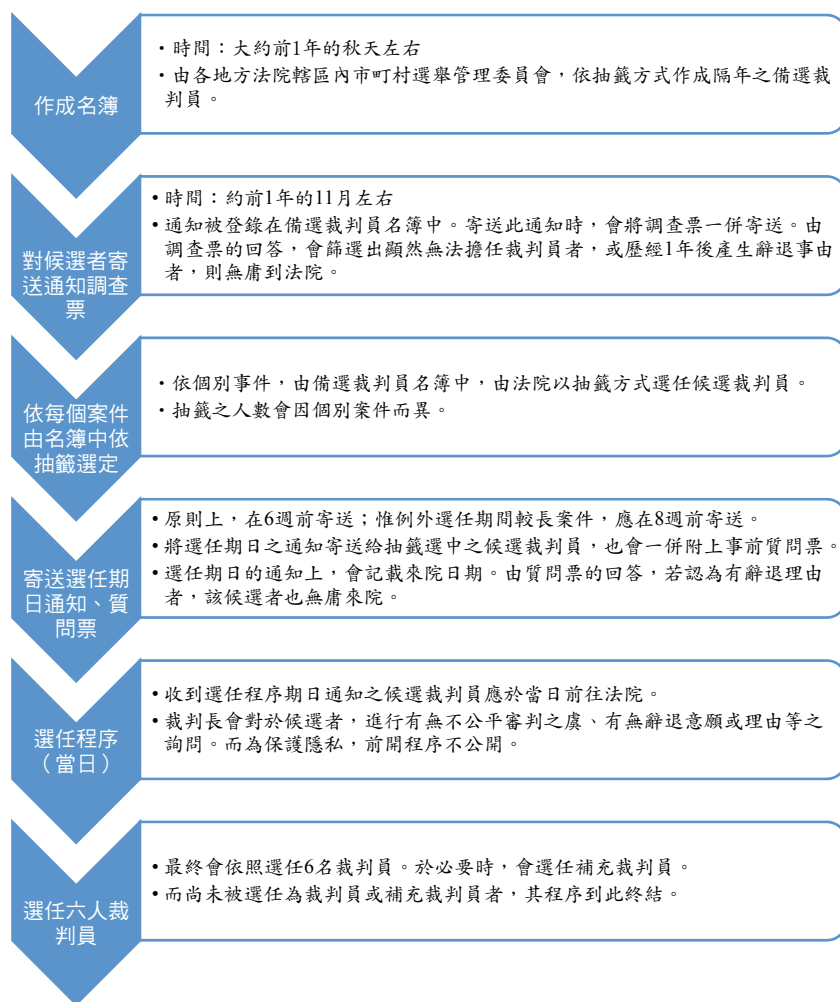 作成名簿
・時間：大約前1年的秋天左右
・由各地方法院轄區內市町村選舉管理委員會，依抽籤方式作成隔年之備選裁
判員。
對候選者寄
送通知調查
票
•時間：約前1年的11月左右
•通知被登錄在備選裁判員名簿中。寄送此通知時，會將調查票一併寄送。由
調查票的回答，會篩選出顯然無法擔任裁判員者，或歷經1年後產生辭退事由
者，則無庸到法院。
依每個案件
由名簿中依
抽籤選定
•依個別事件，由備選裁判員名簿中，由法院以抽籤方式選任候選裁判員。
•抽籤之人數會因個別案件而異。
寄送選任期
日通知、質
問票
•原則上，在6週前寄送；惟例外選任期間較長案件，應在8週前寄送。
•將選任期日之通知寄送給抽籤選中之候選裁判員，也會一併附上事前質問票。
•選任期日的通知上，會記載來院日期。由質問票的回答，若認為有辭退理由
者，該候選者也無庸來院。
選任程序
（當日）
•收到選任程序期日通知之候選裁判員應於當日前往法院。
•裁判長會對於候選者，進行有無不公平審判之虞、有無辭退意願或理由等之
詢問。而為保護隱私，前開程序不公開。
選任六人裁
判員
•最終會依照選任6名裁判員。於必要時，會選任補充裁判員。
•而尚未被選任為裁判員或補充裁判員者，其程序到此終結。